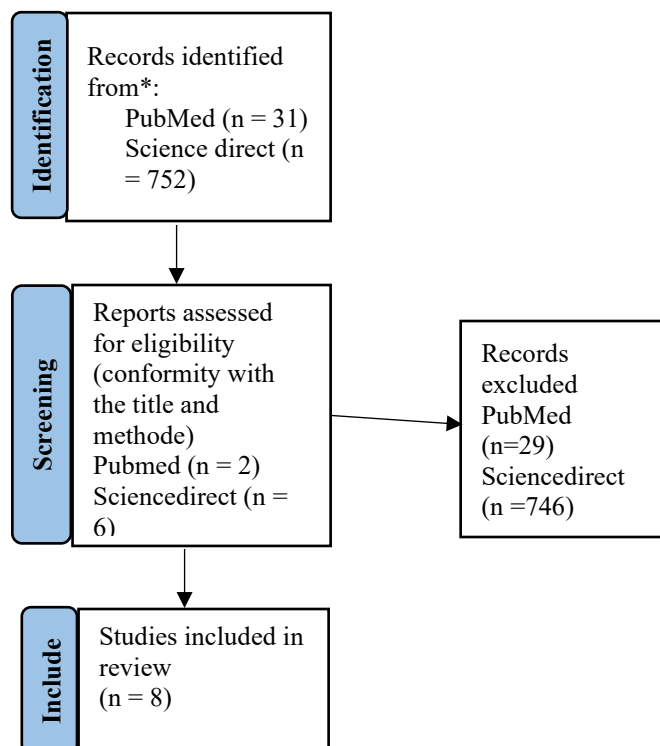 Identification
Records identified
from*:
PubMed (n = 31)
Science direct (n
= 752)
Screening
Reports assessed
for eligibility
(conformity with
the title and
methode)
Pubmed (n = 2)
Sciencedirect (n =
6)
Records
excluded
PubMed
(n=29)
Sciencedirect
(n =746)
Include
Studies included in
review
(n = 8)